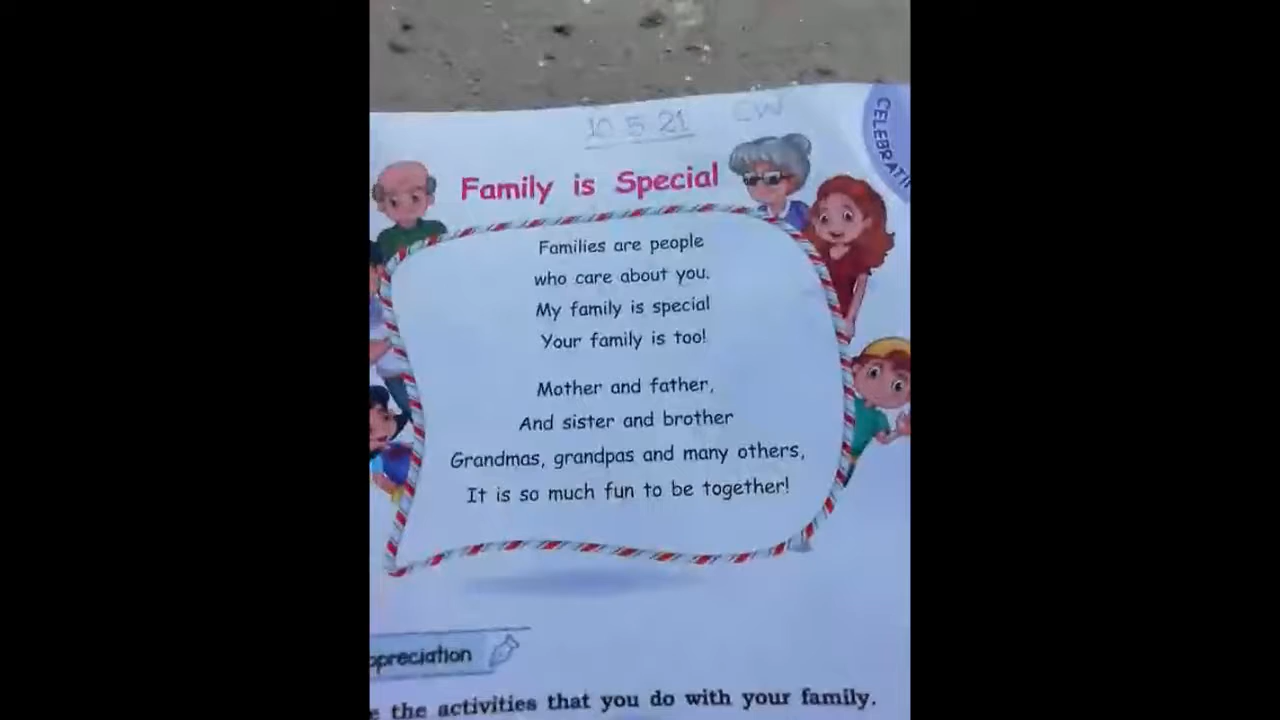 10 5 21 CW
Family is Special
Families are people
who care about you.
My family is special
Your family is too!
Mother and father,
And sister and brother
Grandmas, grandpas and many others,
It is so much fun to be together!
the activities that you do with your family.